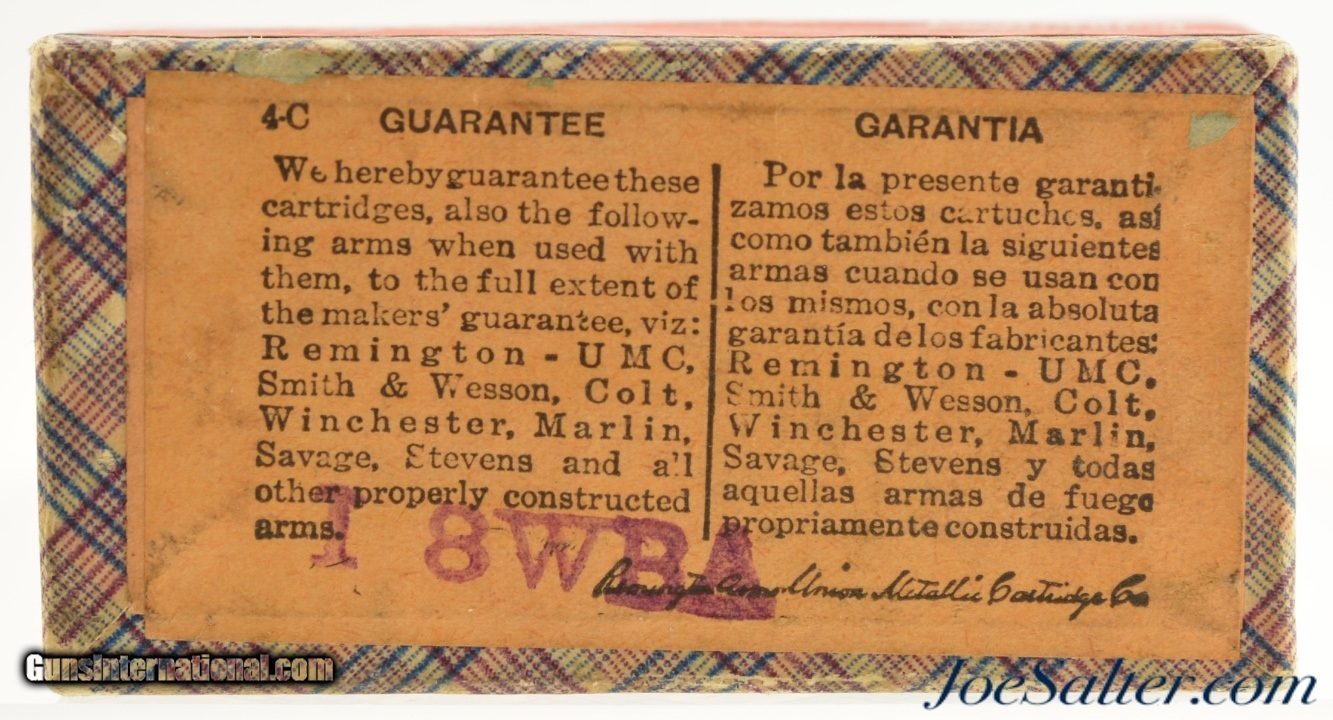 4-C GUARANTEE
We hereby guarantee these
cartridges, also the follow-
ing arms when used with
them, to the full extent of
the makers' guarantee, viz:
Remington - UMC,
Smith & Wesson, Colt,
Winchester, Marlin,
Savage, Stevens and all
other properly constructed
arms.
GARANTIA
Por la presente garanti-
zamos estos cartuchos, así
como también la siguientes
armas cuando se usan con
los mismos, con la absoluta
garantía de los fabricantes:
Remington - UMC,
Smith & Wesson, Colt,
Winchester, Marlin,
Savage, Stevens y todas
aquellas armas de fuego
propriamente construidas.
I 8WBA
Remington Arms Union Metallic Cartridge Co
GunsInternational.com
JoeSalter.com